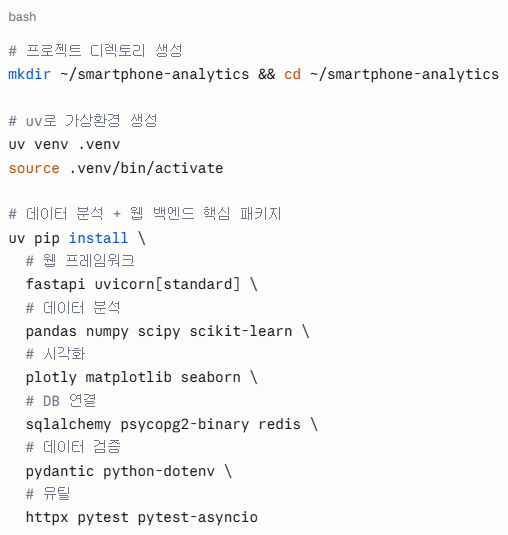 bash
# 프로젝트 디렉토리 생성
mkdir ~/smartphone-analytics && cd ~/smartphone-analytics
# uv로 가상환경 생성
uv venv .venv
source .venv/bin/activate
# 데이터 분석 + 웹 백엔드 핵심 패키지
uv pip install \
# 웹 프레임워크
fastapi uvicorn[standard] \
# 데이터 분석
pandas numpy scipy scikit-learn \
# 시각화
plotly matplotlib seaborn \
# DB 연결
sqlalchemy psycopg2-binary redis \
# 데이터 검증
pydantic python-dotenv \
# 유틸
httpx pytest pytest-asyncio